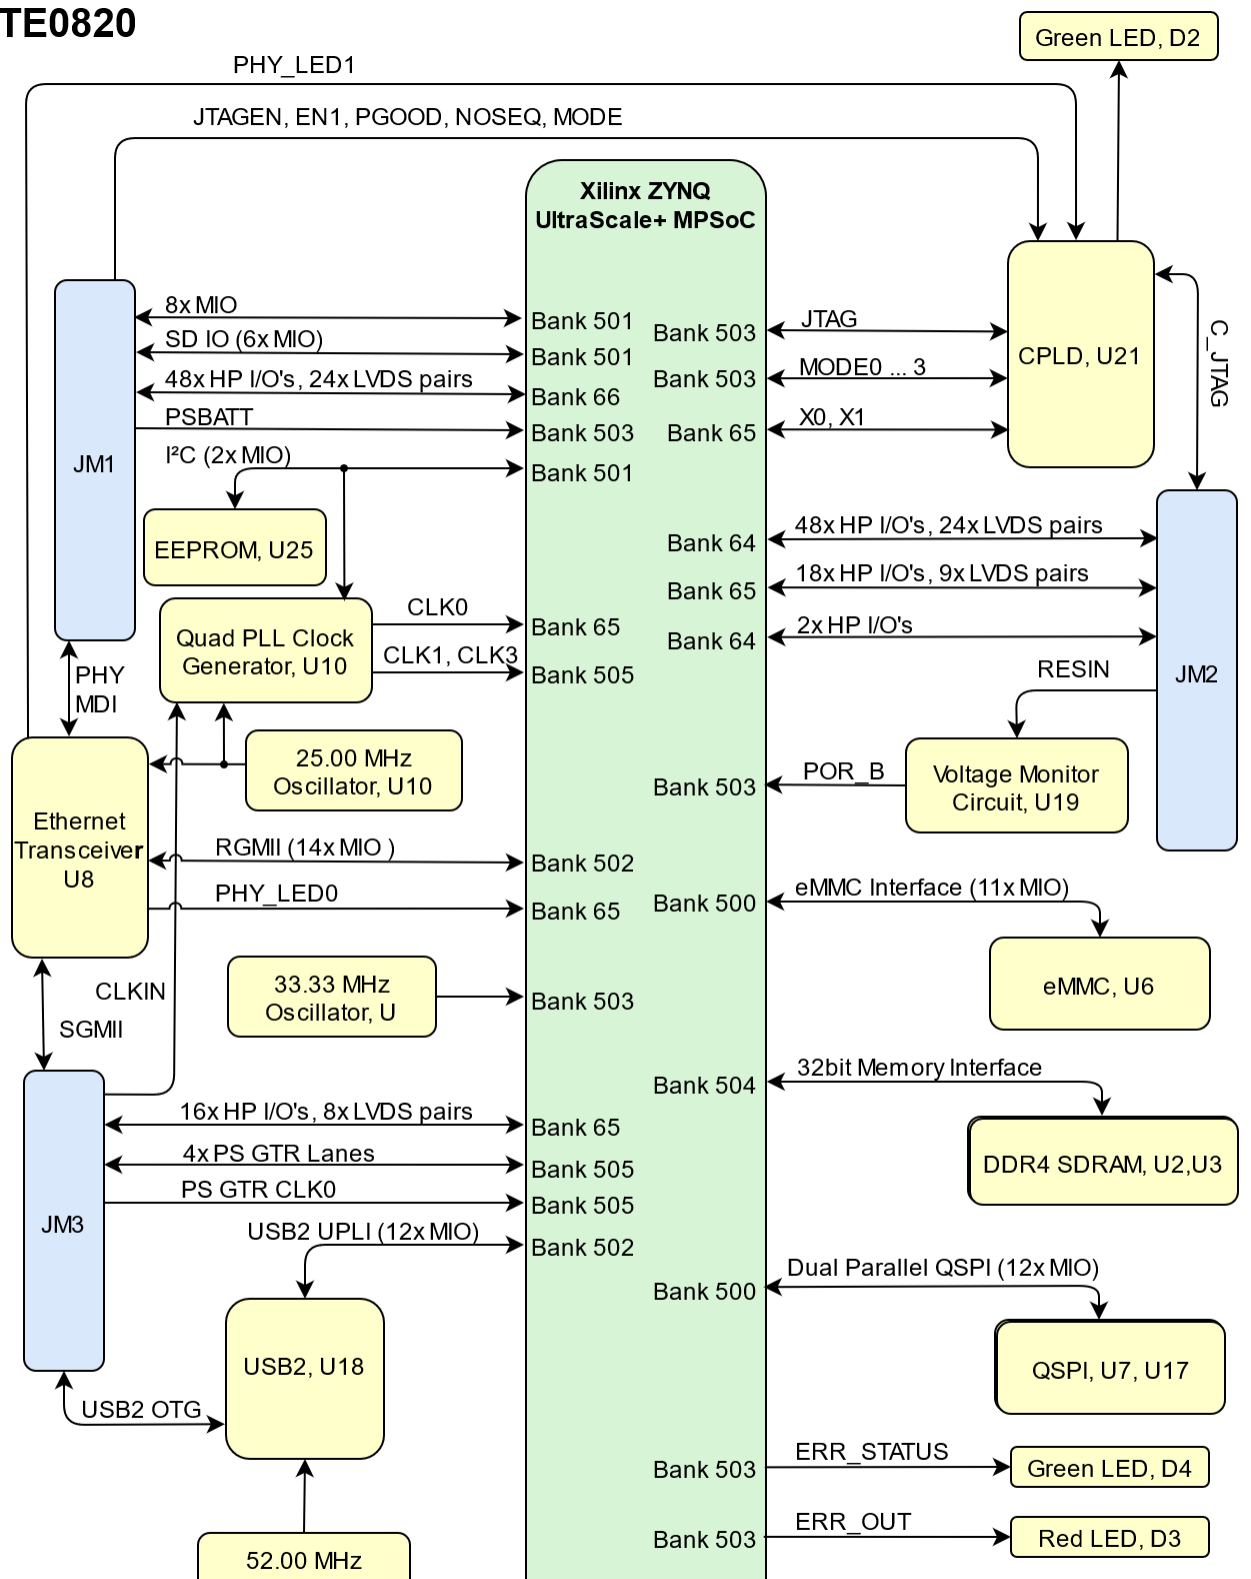 TE0820
Green LED, D2
PHY_LED1
JTAGEN, EN1, PGOOD, NOSEQ, MODE
Xilinx ZYNQ
UltraScale+ MPSoC
JM1
8x MIO
Bank 501
SD IO (6x MIO)
Bank 501
48x HP I/O's, 24x LVDS pairs
Bank 66
PSBATT
Bank 503
I²C (2x MIO)
Bank 501
EEPROM, U25
Quad PLL Clock
Generator, U10
CLK0
Bank 65
CLK1, CLK3
Bank 505
PHY
MDI
25.00 MHz
Oscillator, U10
Ethernet
Transceiver
U8
RGMII (14x MIO )
Bank 502
PHY_LED0
Bank 65
33.33 MHz
Oscillator, U
Bank 503
CLKIN
SGMII
JM3
16x HP I/O's, 8x LVDS pairs
Bank 65
4x PS GTR Lanes
Bank 505
PS GTR CLK0
Bank 505
USB2 UPLI (12x MIO)
Bank 502
USB2, U18
USB2 OTG
52.00 MHz
Bank 503
JTAG
Bank 503
MODE0 ... 3
Bank 65
X0, X1
CPLD, U21
C_JTAG
Bank 64
48x HP I/O's, 24x LVDS pairs
Bank 65
18x HP I/O's, 9x LVDS pairs
Bank 64
2x HP I/O's
JM2
RESIN
Bank 503
POR_B
Voltage Monitor
Circuit, U19
Bank 500
eMMC Interface (11x MIO)
eMMC, U6
Bank 504
32bit Memory Interface
DDR4 SDRAM, U2,U3
Bank 500
Dual Parallel QSPI (12x MIO)
QSPI, U7, U17
Bank 503
ERR_STATUS
Green LED, D4
Bank 503
ERR_OUT
Red LED, D3